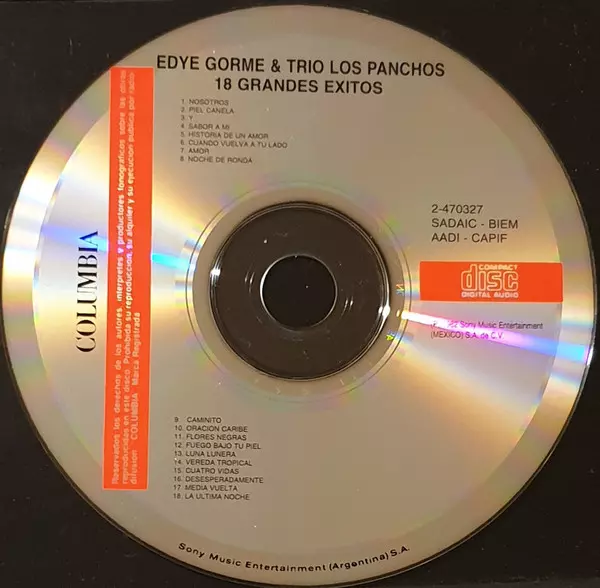 EDYE GORME & TRIO LOS PANCHOS
18 GRANDES EXITOS
1. NOSOTROS
2. PIEL CANELA
3. Y
4. SABOR A MI
5. HISTORIA DE UN AMOR
6. CUANDO VUELVA A TU LADO
7. AMOR
8. NOCHE DE RONDA
2-470327
SADAIC - BIEM
AADI - CAPIF
COMPACT
disc
DIGITAL AUDIO
Sony Music Entertainment
(MEXICO) S.A. de C.V.
COLUMBIA
Reservados los derechos de los autores, interpretes y productores fonograficos sobre las obras
reproducidas en este disco. Prohibida su reproduccion, su alquiler y su ejecucion publica por radio
difusion COLUMBIA Marca Registrada
9. CAMINITO
10. ORACION CARIBE
11. FLORES NEGRAS
12. FUEGO BAJO TU PIEL
13. LUNA LUNERA
14. VEREDA TROPICAL
15. CUATRO VIDAS
16. DESESPERADAMENTE
17. MEDIA VUELTA
18. LA ULTIMA NOCHE
Sony Music Entertainment (Argentina) S.A.